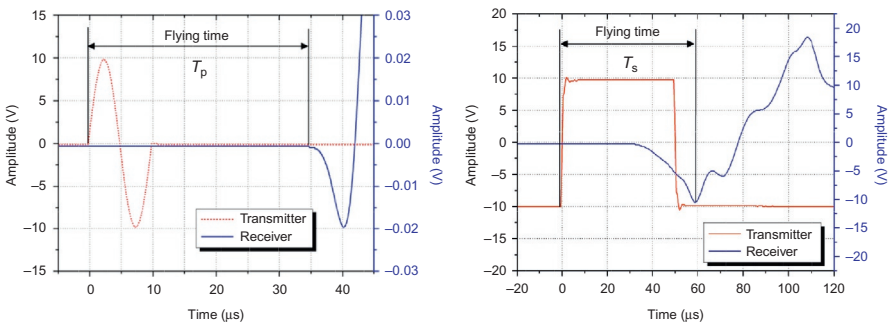 15
10
5
0
−5
−10
−15
Amplitude (V)
Flying time
Tp
Transmitter
Receiver
0.03
0.02
0.01
0.00
−0.01
−0.02
−0.03
Amplitude (V)
0 10 20 30 40
Time (μs)
20
15
10
5
0
−5
−10
−15
−20
Amplitude (V)
Flying time
Ts
Transmitter
Receiver
20
15
10
5
0
−5
−10
−15
−20
Amplitude (V)
−20 0 20 40 60 80 100 120
Time (μs)